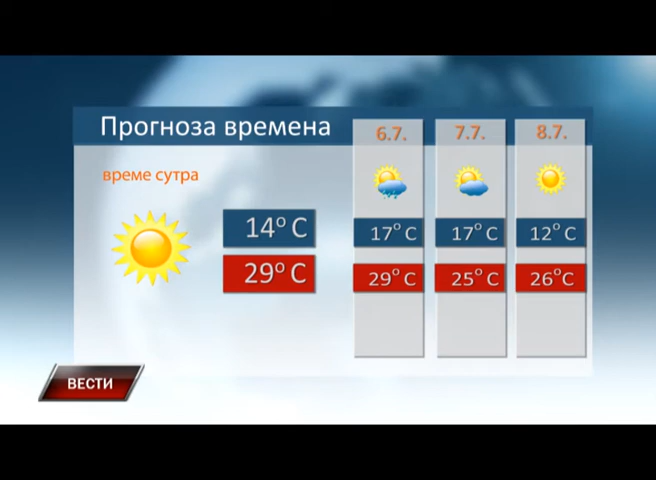 Прогноза времена
време сутра
14° C
29° C
6.7.
17° C
29° C
7.7.
17° C
25° C
8.7.
12° C
26°C
ВЕСТИ